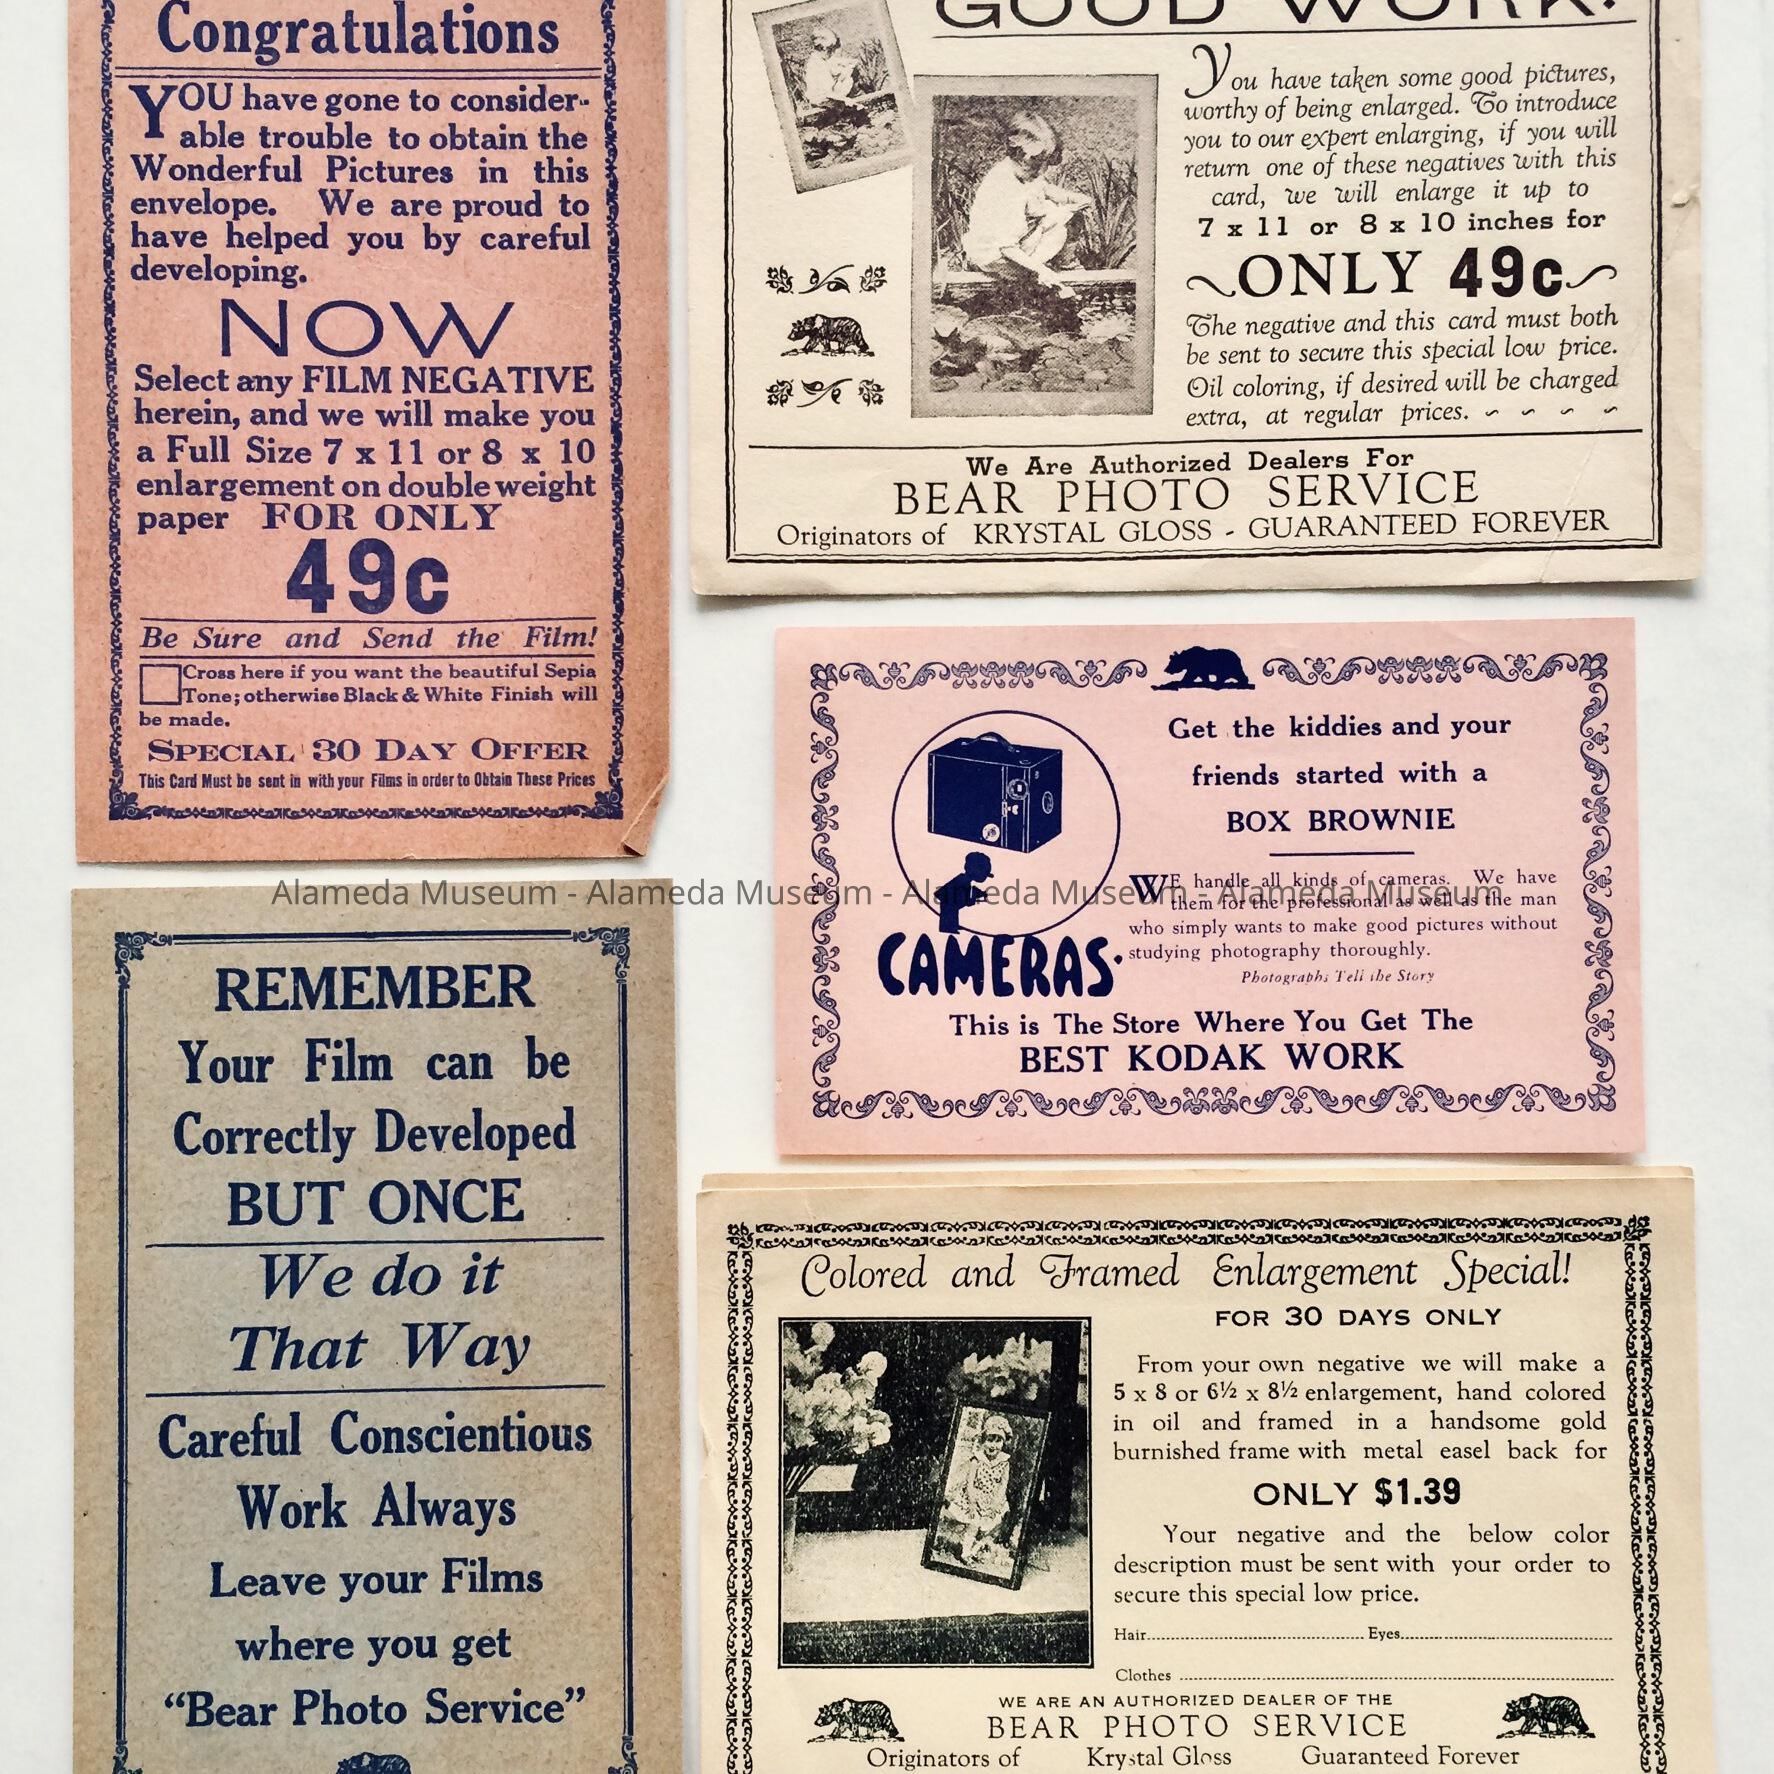 Congratulations
YOU have gone to consider-
able trouble to obtain the
Wonderful Pictures in this
envelope. We are proud to
have helped you by careful
developing.
NOW
Select any FILM NEGATIVE
herein, and we will make you
a Full Size 7 x 11 or 8 x 10
enlargement on double weight
paper FOR ONLY
49c
Be Sure and Send the Film!
Cross here if you want the beautiful Sepia
Tone; otherwise Black & White Finish will
be made.
SPECIAL 30 DAY OFFER
This Card Must be sent in with your Films in order to Obtain These Prices
GOOD WORK!
You have taken some good pictures,
worthy of being enlarged. To introduce
you to our expert enlarging, if you will
return one of these negatives with this
card, we will enlarge it up to
7 x 11 or 8 x 10 inches for
ONLY 49c
The negative and this card must both
be sent to secure this special low price.
Oil coloring, if desired will be charged
extra, at regular prices. ~ ~ ~ ~ ~
We Are Authorized Dealers For
BEAR PHOTO SERVICE
Originators of KRYSTAL GLOSS - GUARANTEED FOREVER
Get the kiddies and your
friends started with a
BOX BROWNIE
WE handle all kinds of cameras. We have
them for the professional as well as the man
who simply wants to make good pictures without
studying photography thoroughly.
Photographs Tell the Story
CAMERAS.
This is The Store Where You Get The
BEST KODAK WORK
Alameda Museum - Alameda Museum - Alameda Museum - Alameda Museum
REMEMBER
Your Film can be
Correctly Developed
BUT ONCE
We do it
That Way
Careful Conscientious
Work Always
Leave your Films
where you get
"Bear Photo Service"
Colored and Framed Enlargement Special!
FOR 30 DAYS ONLY
From your own negative we will make a
5 x 8 or 6½ x 8½ enlargement, hand colored
in oil and framed in a handsome gold
burnished frame with metal easel back for
ONLY $1.39
Your negative and the below color
description must be sent with your order to
secure this special low price.
Hair........ Eyes........
Clothes ........
WE ARE AN AUTHORIZED DEALER OF THE
BEAR PHOTO SERVICE
Originators of Krystal Gloss Guaranteed Forever